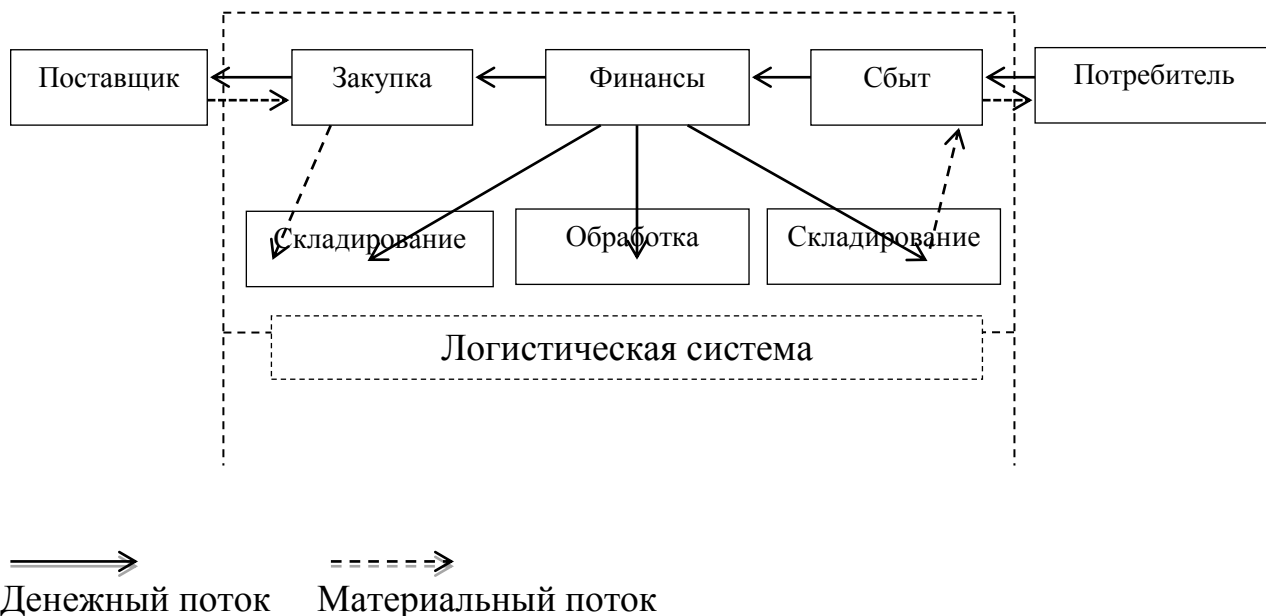 Поставщик
Закупка
Финансы
Сбыт
Потребитель
Складирование
Обработка
Складирование
Логистическая система
Денежный поток
Материальный поток